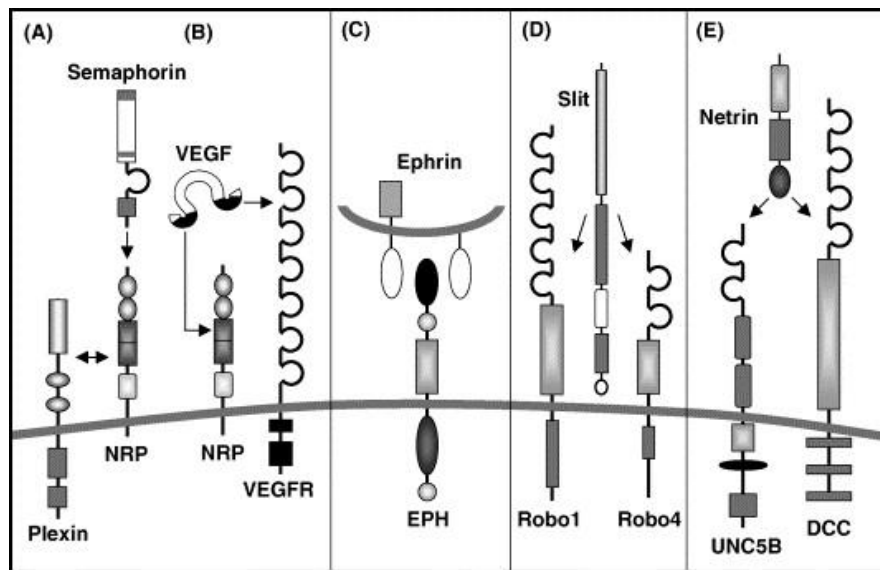 (A)
(B)
(C)
(D)
(E)
Semaphorin
VEGF
Ephrin
Slit
Netrin
NRP
NRP
VEGFR
Plexin
EPH
Robo1
Robo4
UNC5B
DCC